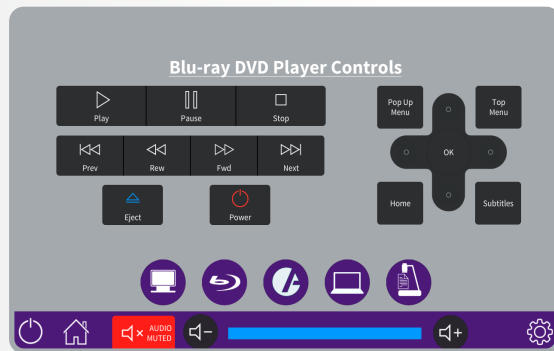 Blu-ray DVD Player Controls
Play
Pause
Stop
Prev
Rew
Fwd
Next
Eject
Power
Pop Up
Menu
Top
Menu
OK
Home
Subtitles
AUDIO
MUTED